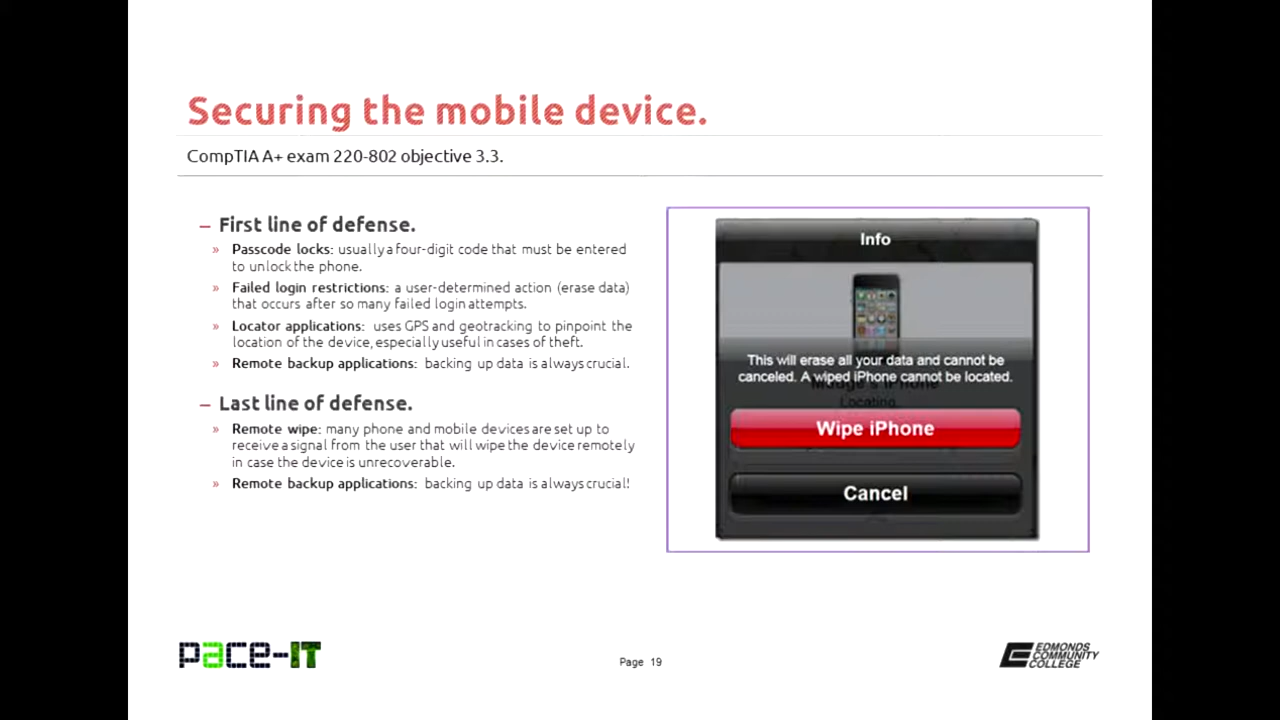 Securing the mobile device.
CompTIA A+ exam 220-802 objective 3.3.
– First line of defense.
» Passcode locks: usually a four-digit code that must be entered
to unlock the phone.
» Failed login restrictions: a user-determined action (erase data)
that occurs after so many failed login attempts.
» Locator applications: uses GPS and geotracking to pinpoint the
location of the device, especially useful in cases of theft.
» Remote backup applications: backing up data is always crucial.
– Last line of defense.
» Remote wipe: many phone and mobile devices are set up to
receive a signal from the user that will wipe the device remotely
in case the device is unrecoverable.
» Remote backup applications: backing up data is always crucial!
Info
This will erase all your data and cannot be
canceled. A wiped iPhone cannot be located.
Locating
Wipe iPhone
Cancel
pace-IT
Page 19
EDMONDS
COMMUNITY
COLLEGE